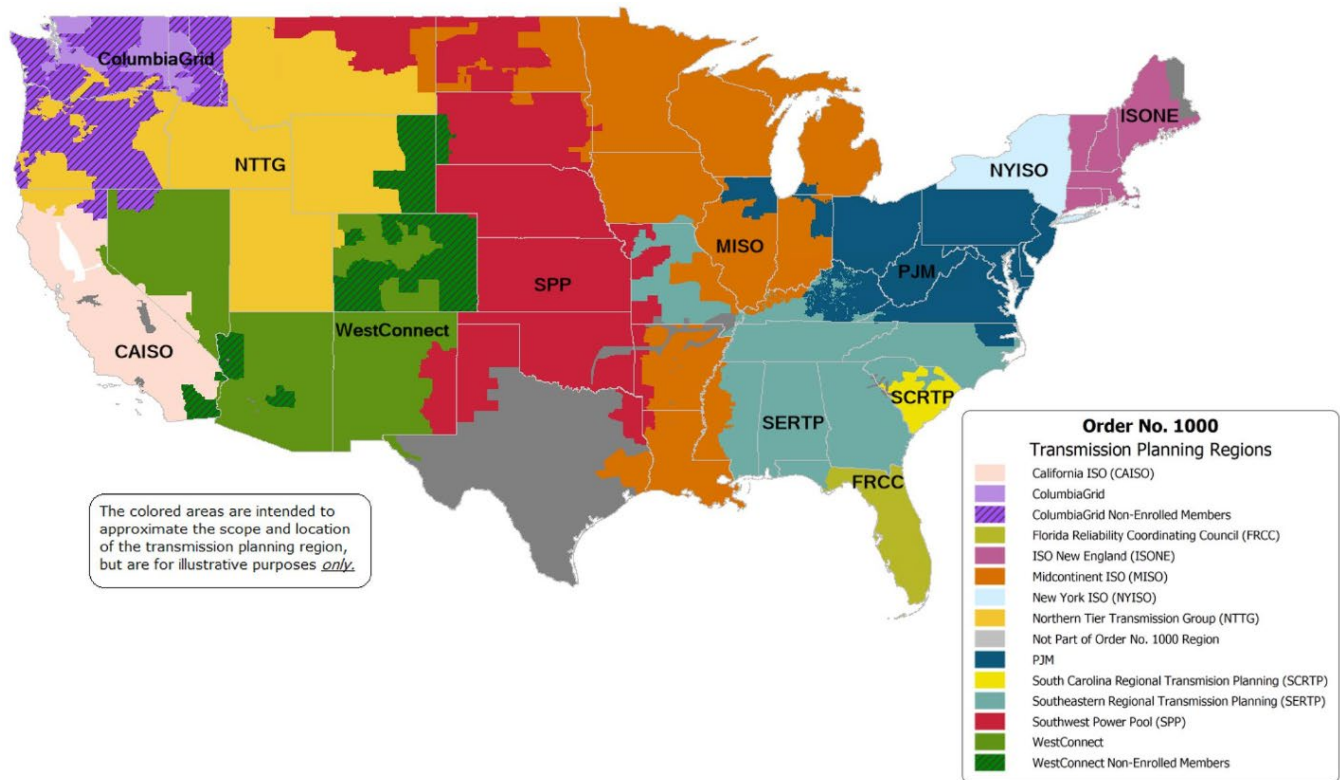 ColumbiaGrid
ISONE
NTTG
NYISO
MISO
PJM
SPP
WestConnect
CAISO
SCRTP
SERTP
FRCC
The colored areas are intended to
approximate the scope and location
of the transmission planning region,
but are for illustrative purposes only.
Order No. 1000
Transmission Planning Regions
California ISO (CAISO)
ColumbiaGrid
ColumbiaGrid Non-Enrolled Members
Florida Reliability Coordinating Council (FRCC)
ISO New England (ISONE)
Midcontinent ISO (MISO)
New York ISO (NYISO)
Northern Tier Transmission Group (NTTG)
Not Part of Order No. 1000 Region
PJM
South Carolina Regional Transmision Planning (SCRTP)
Southeastern Regional Transmission Planning (SERTP)
Southwest Power Pool (SPP)
WestConnect
WestConnect Non-Enrolled Members